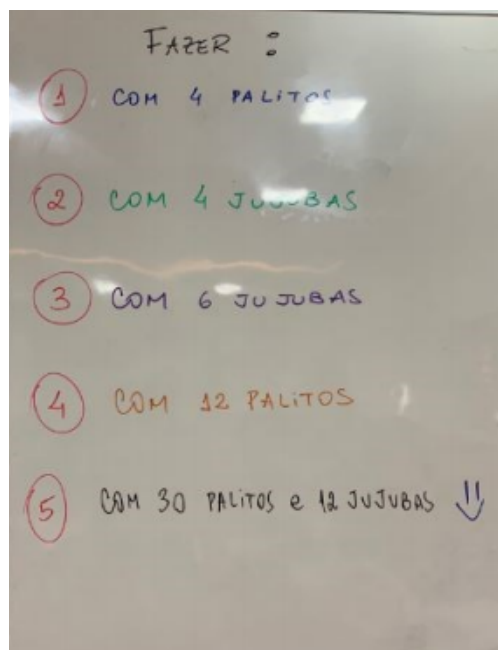 FAZER :
1 COM 4 PALITOS
2 COM 4 JUJUBAS
3 COM 6 JUJUBAS
4 COM 12 PALITOS
5 COM 30 PALITOS e 12 JUJUBAS